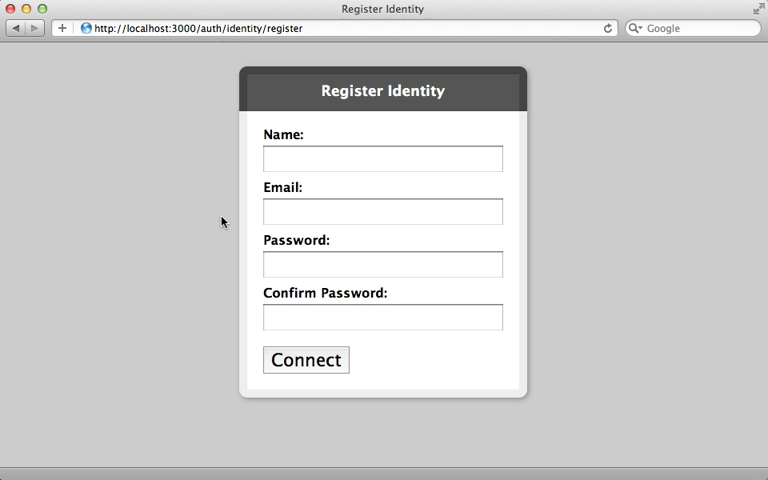 Register Identity
http://localhost:3000/auth/identity/register
Google
Register Identity
Name:
Email:
Password:
Confirm Password:
Connect